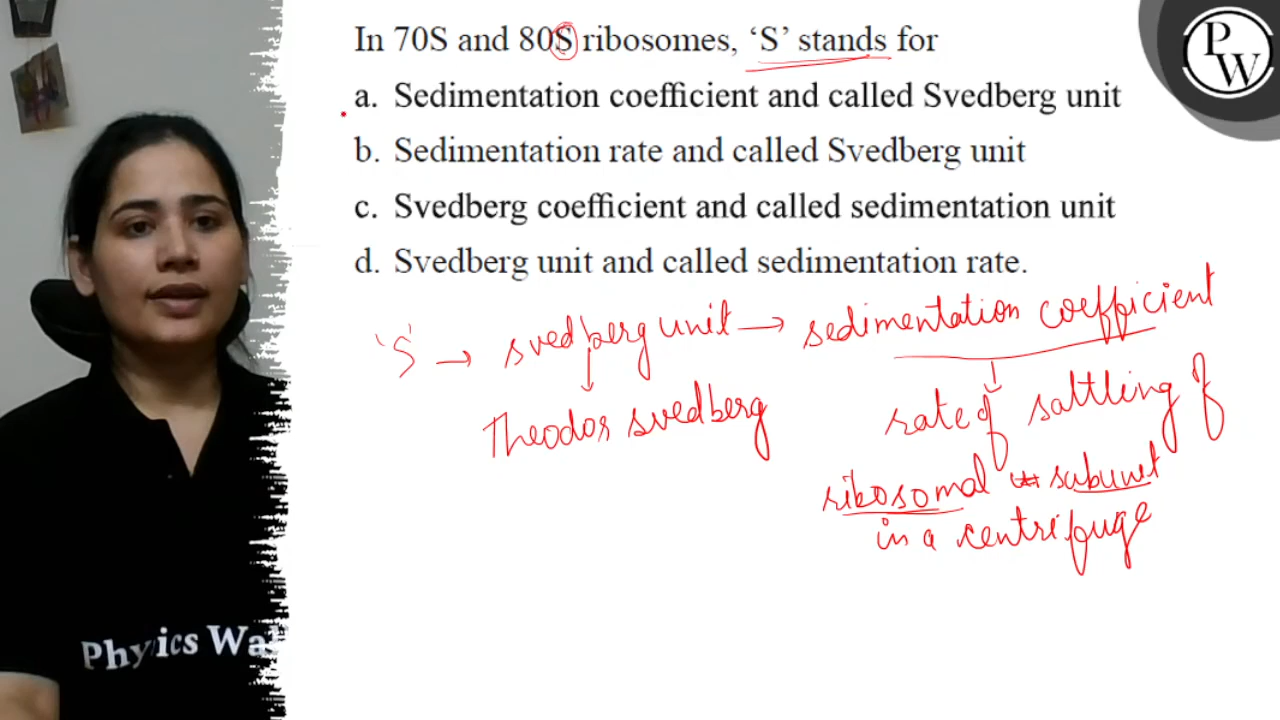 In 70S and 80S ribosomes, ‘S’ stands for
a. Sedimentation coefficient and called Svedberg unit
b. Sedimentation rate and called Svedberg unit
c. Svedberg coefficient and called sedimentation unit
d. Svedberg unit and called sedimentation rate.
'S' → svedberg unit → sedimentation coefficient
Theodor svedberg
rate of sattling of
ribosomal subunit
in a centrifuge
PW
Physics Wa